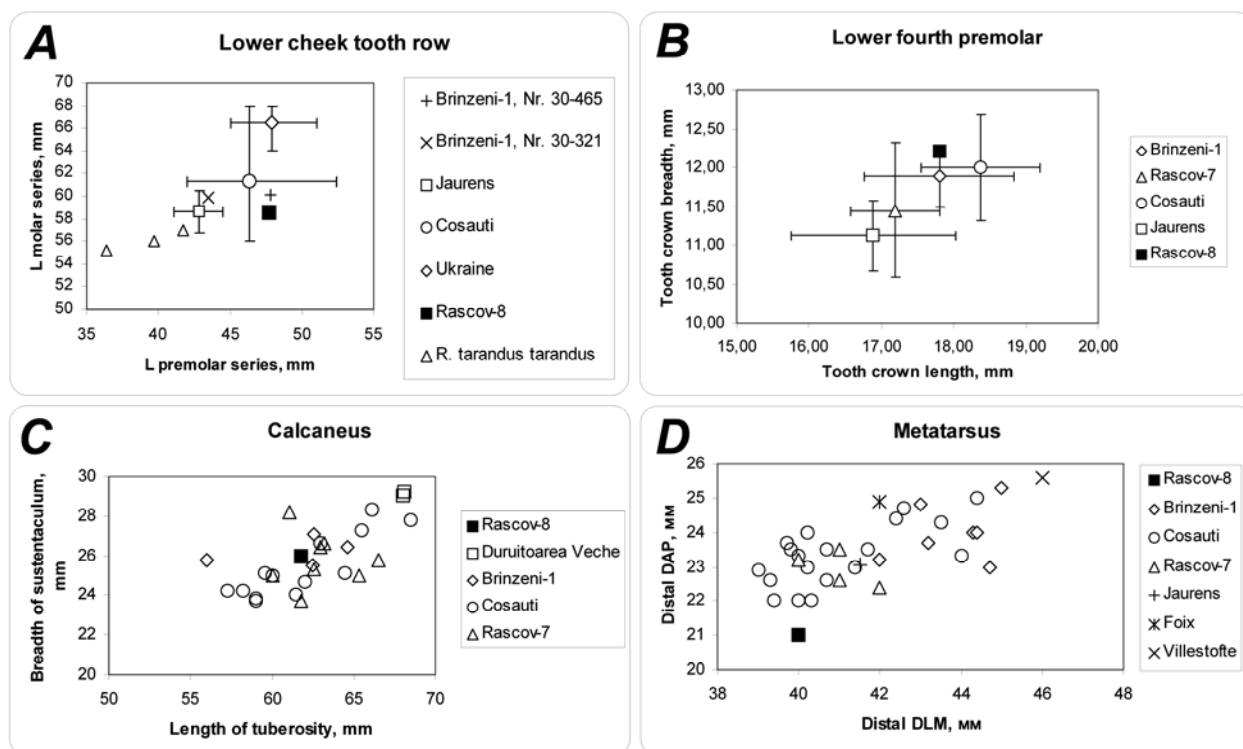 A
Lower cheek tooth row
L molar series, mm
70
68
66
64
62
60
58
56
54
52
50
35
40
45
50
55
L premolar series, mm
Brinzeni-1, Nr. 30-465
Brinzeni-1, Nr. 30-321
Jaurens
Cosauti
Ukraine
Rascov-8
R. tarandus tarandus
B
Lower fourth premolar
Tooth crown breadth, mm
13,00
12,50
12,00
11,50
11,00
10,50
10,00
15,00
16,00
17,00
18,00
19,00
20,00
Tooth crown length, mm
Brinzeni-1
Rascov-7
Cosauti
Jaurens
Rascov-8
C
Calcaneus
Breadth of sustentaculum,
mm
30
28
26
24
22
20
50
60
70
Length of tuberosity, mm
Rascov-8
Duruitoarea Veche
Brinzeni-1
Cosauti
Rascov-7
D
Metatarsus
Distal DAP, мм
26
25
24
23
22
21
20
19
38
40
42
44
46
48
Distal DLM, мм
Rascov-8
Brinzeni-1
Cosauti
Rascov-7
Jaurens
Foix
Villestofte